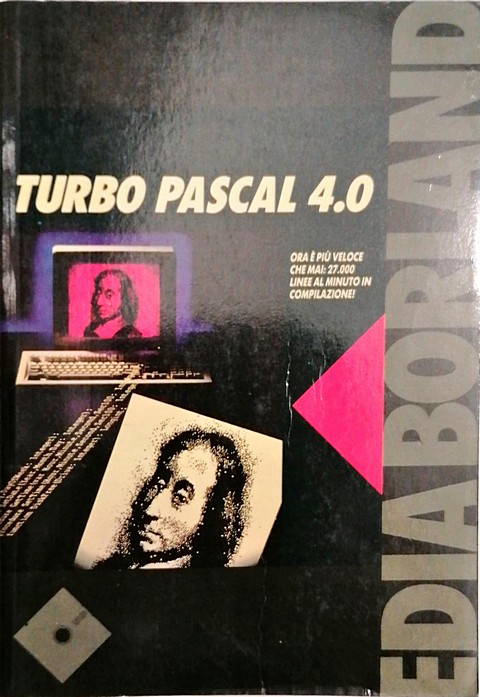 TURBO PASCAL 4.0
ORA È PIÙ VELOCE
CHE MAI: 27.000
LINEE AL MINUTO IN
COMPILAZIONE!
EDIA BORLAND